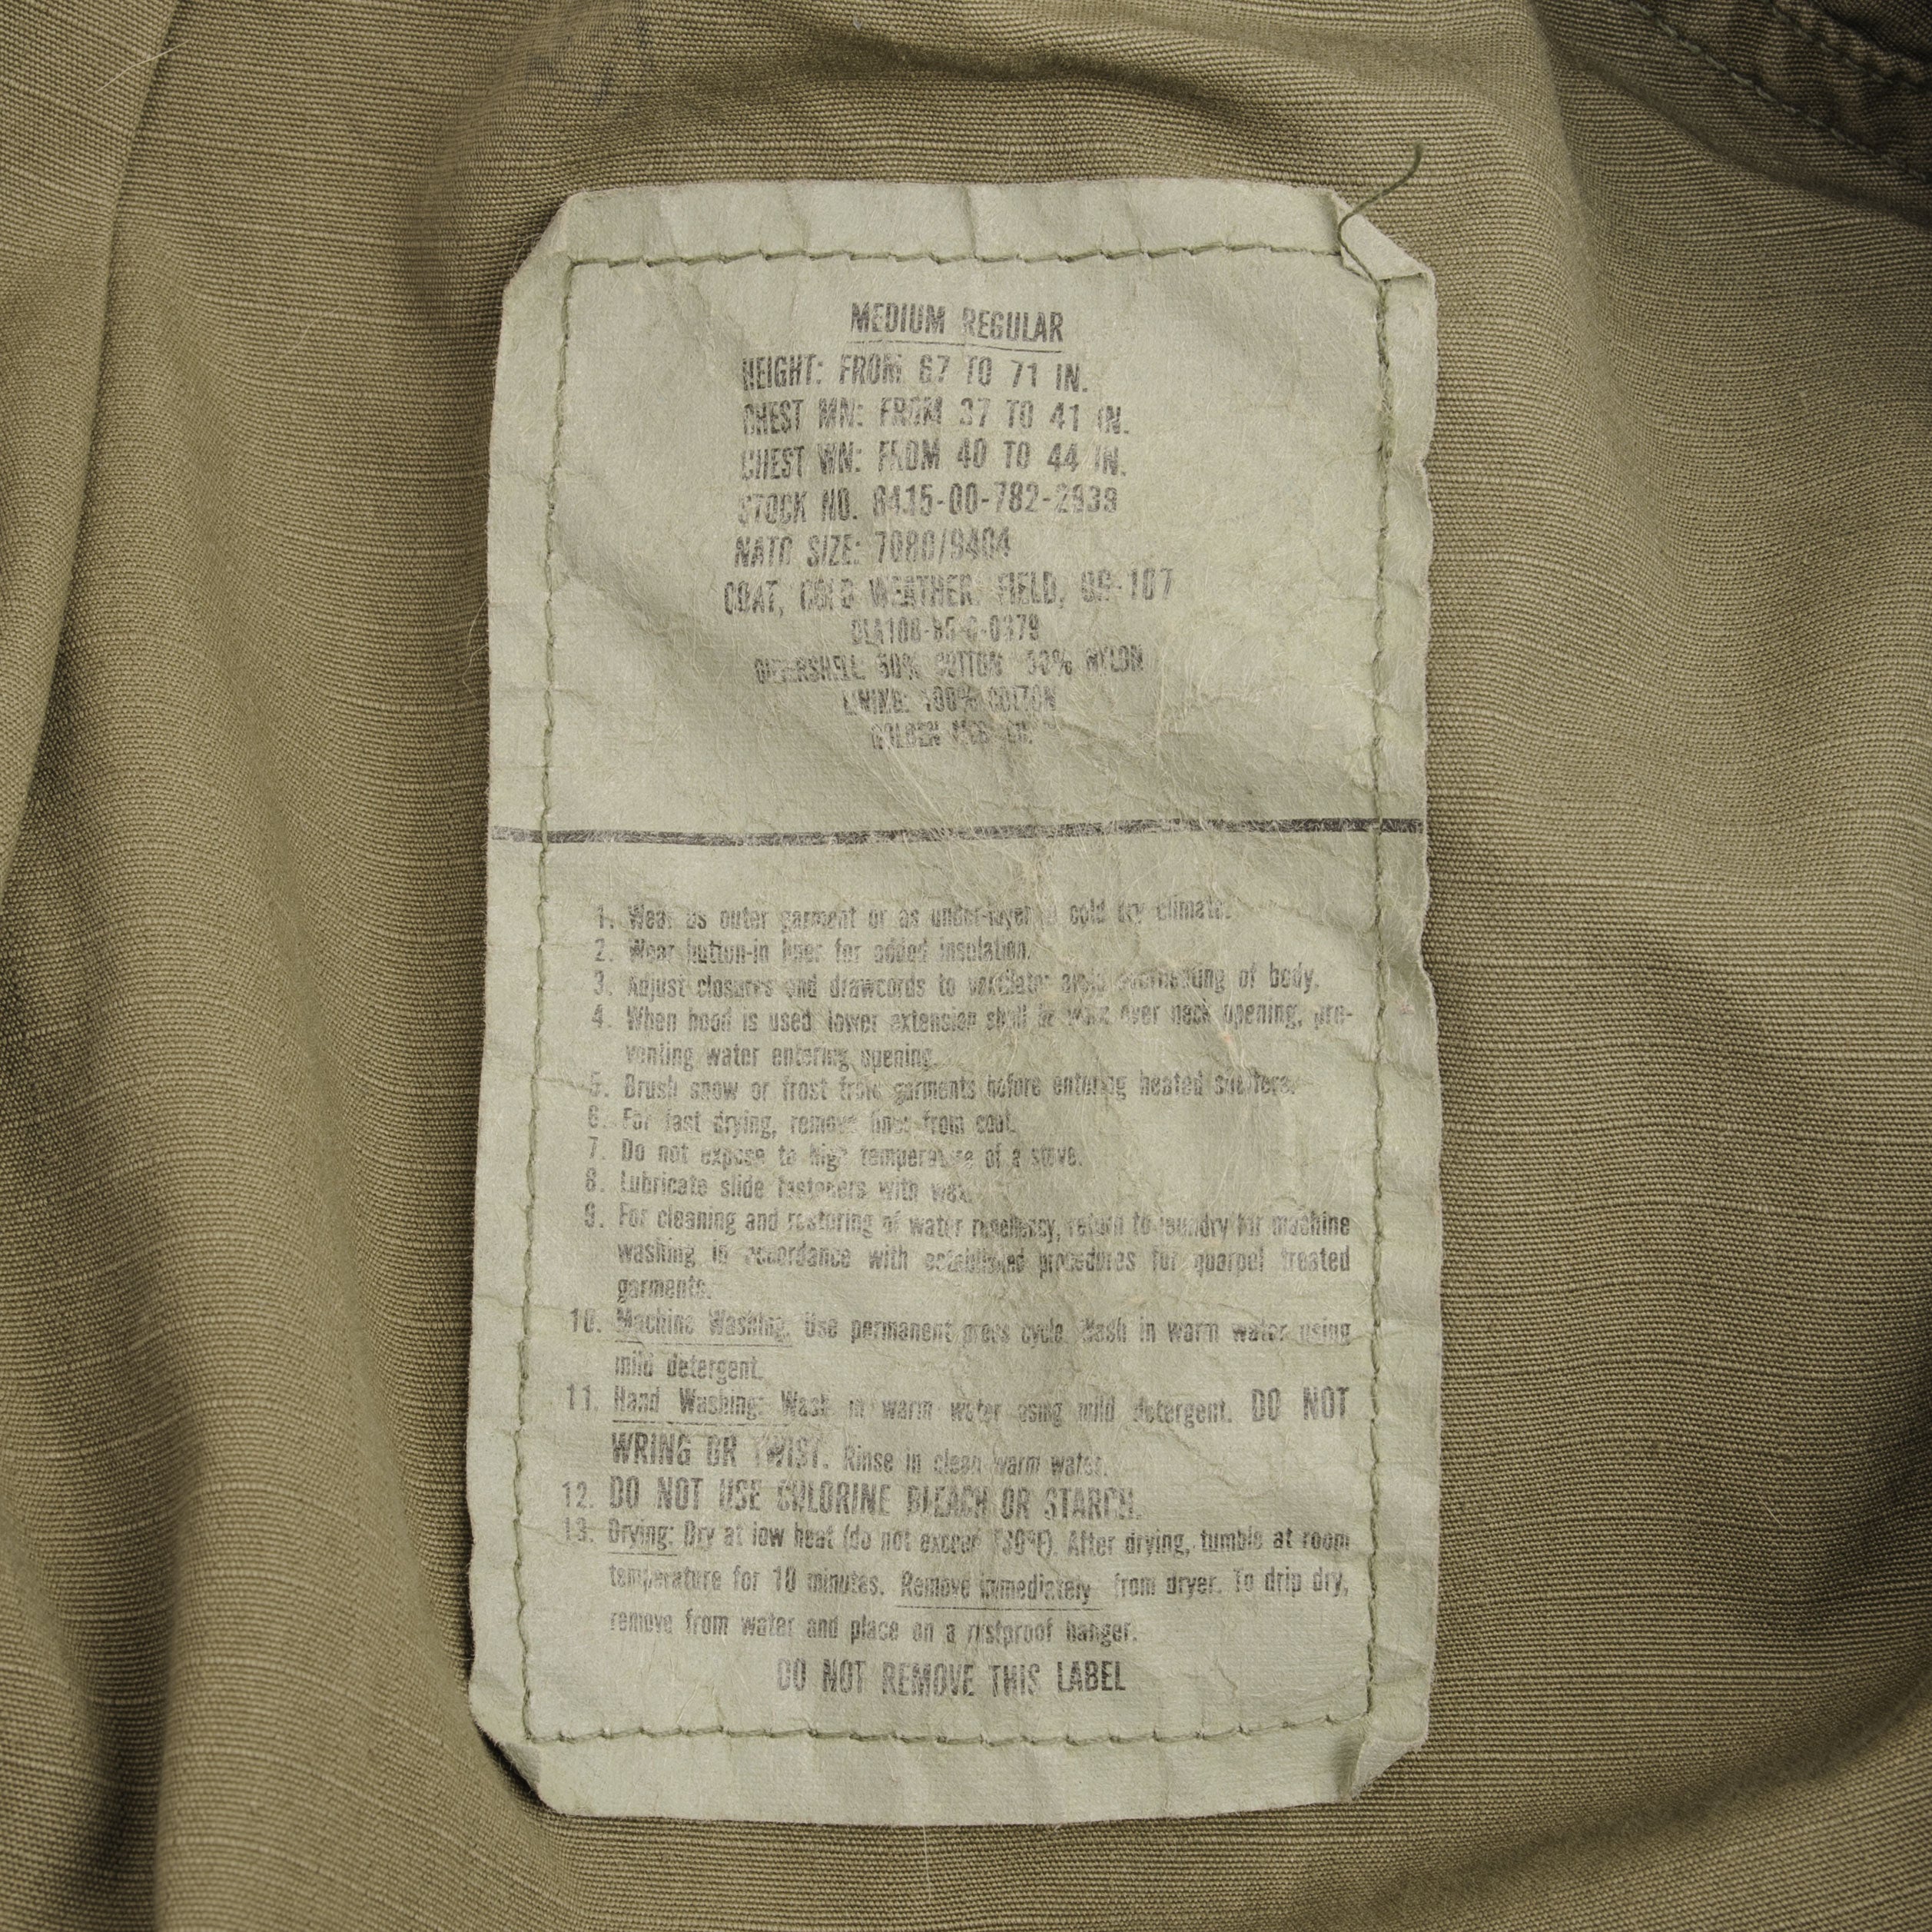 MEDIUM REGULAR
HEIGHT: FROM 67 TO 71 IN.
CHEST MN: FROM 37 TO 41 IN.
CHEST WN: FROM 40 TO 44 IN.
STOCK NO. 8415-00-782-2939
NATO SIZE: 7080/9404
COAT, COLD WEATHER, FIELD, OG-107
DLA100-85-C-0379
OUTERSHELL: 50% COTTON 50% NYLON
LINING: 100% COTTON
GOLDEN MFG. CO.
1. Wear as outer garment or as under-layer in cold dry climate.
2. Wear button-in liner for added insulation.
3. Adjust closures and drawcords to ventilate avoid overheating of body.
4. When hood is used lower extension shall be worn over neck opening, pre-
venting water entering opening.
5. Brush snow or frost from garments before entering heated shelters.
6. For fast drying, remove liner from coat.
7. Do not expose to high temperature of a stove.
8. Lubricate slide fasteners with wax.
9. For cleaning and restoring of water repellency, return to laundry for machine
washing in accordance with established procedures for quarpel treated
garments.
10. Machine Washing. Use permanent press cycle. Wash in warm water using
mild detergent.
11. Hand Washing: Wash in warm water using mild detergent. DO NOT
WRING OR TWIST. Rinse in clean warm water.
12. DO NOT USE CHLORINE BLEACH OR STARCH.
13. Drying: Dry at low heat (do not exceed 130°F). After drying, tumble at room
temperature for 10 minutes. Remove immediately from dryer. To drip dry,
remove from water and place on a rustproof hanger.
DO NOT REMOVE THIS LABEL